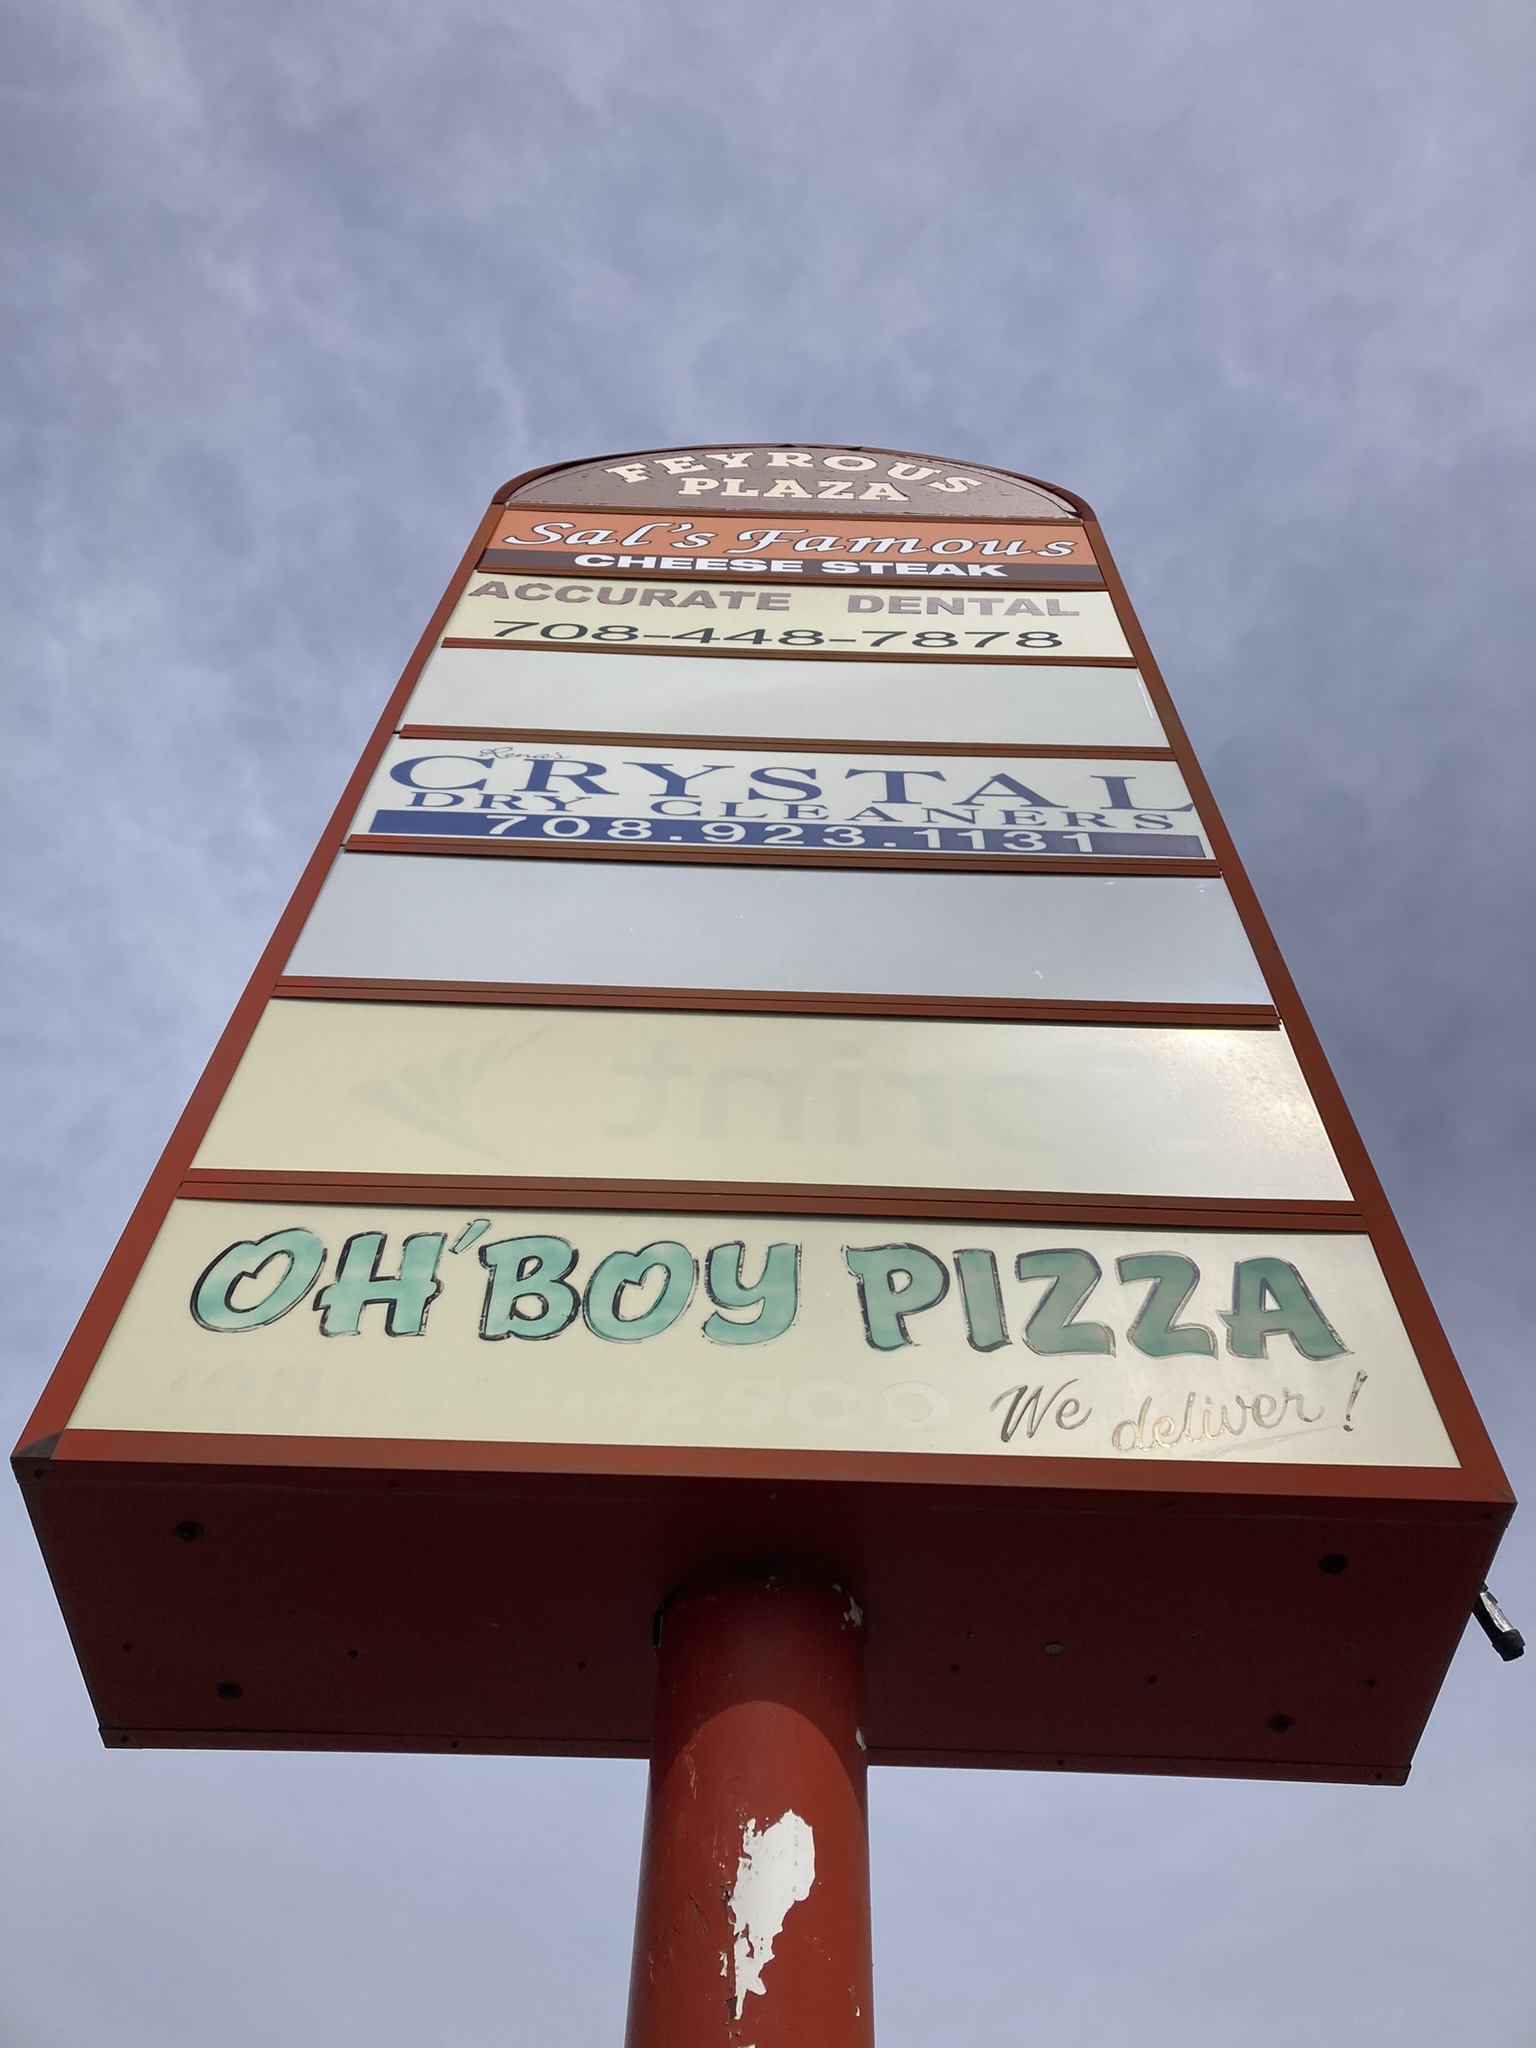 FEYROUS
PLAZA
Sal's Famous
CHEESE STEAK
ACCURATE DENTAL
708-448-7878
Rena's
CRYSTAL
DRY CLEANERS
708.923.1131
OH'BOY PIZZA
We deliver!